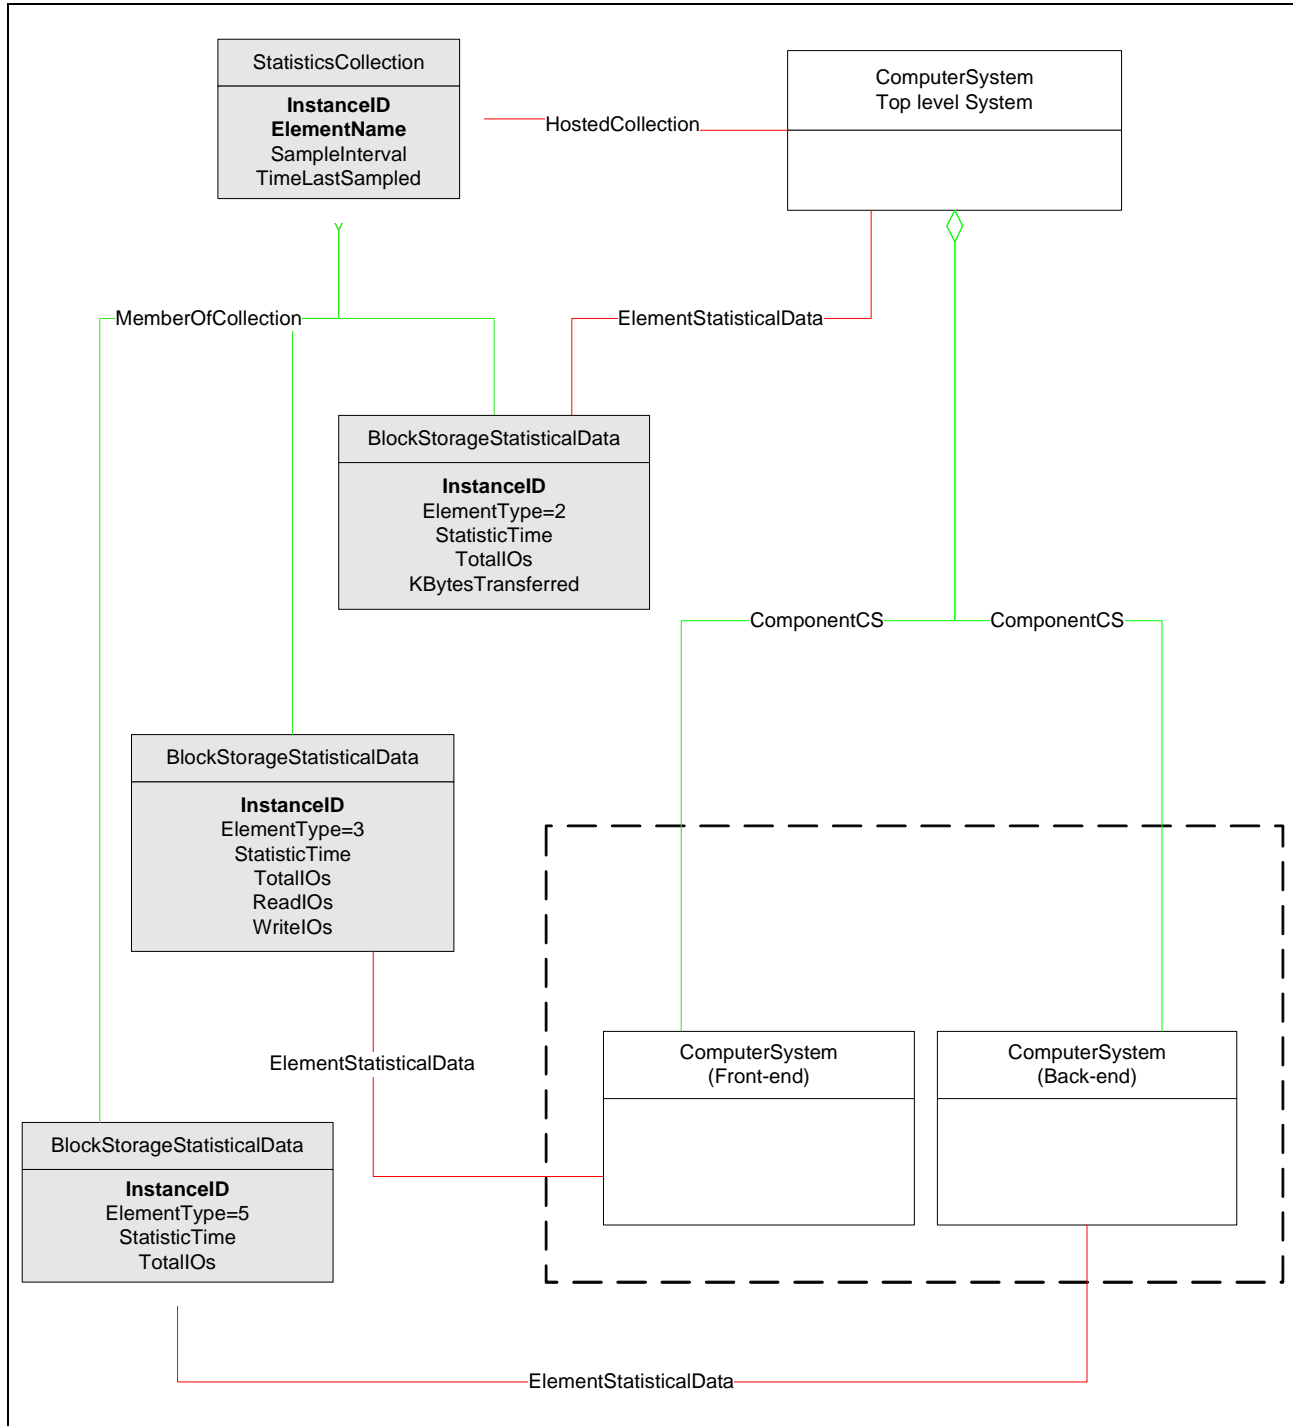 StatisticsCollection
InstanceID
ElementName
SampleInterval
TimeLastSampled
HostedCollection
ComputerSystem
Top level System
MemberOfCollection
ElementStatisticalData
BlockStorageStatisticalData
InstanceID
ElementType=2
StatisticTime
TotalIOs
KBytesTransferred
ComponentCS
ComponentCS
BlockStorageStatisticalData
InstanceID
ElementType=3
StatisticTime
TotalIOs
ReadIOs
WriteIOs
ElementStatisticalData
ComputerSystem
(Front-end)
ComputerSystem
(Back-end)
BlockStorageStatisticalData
InstanceID
ElementType=5
StatisticTime
TotalIOs
ElementStatisticalData